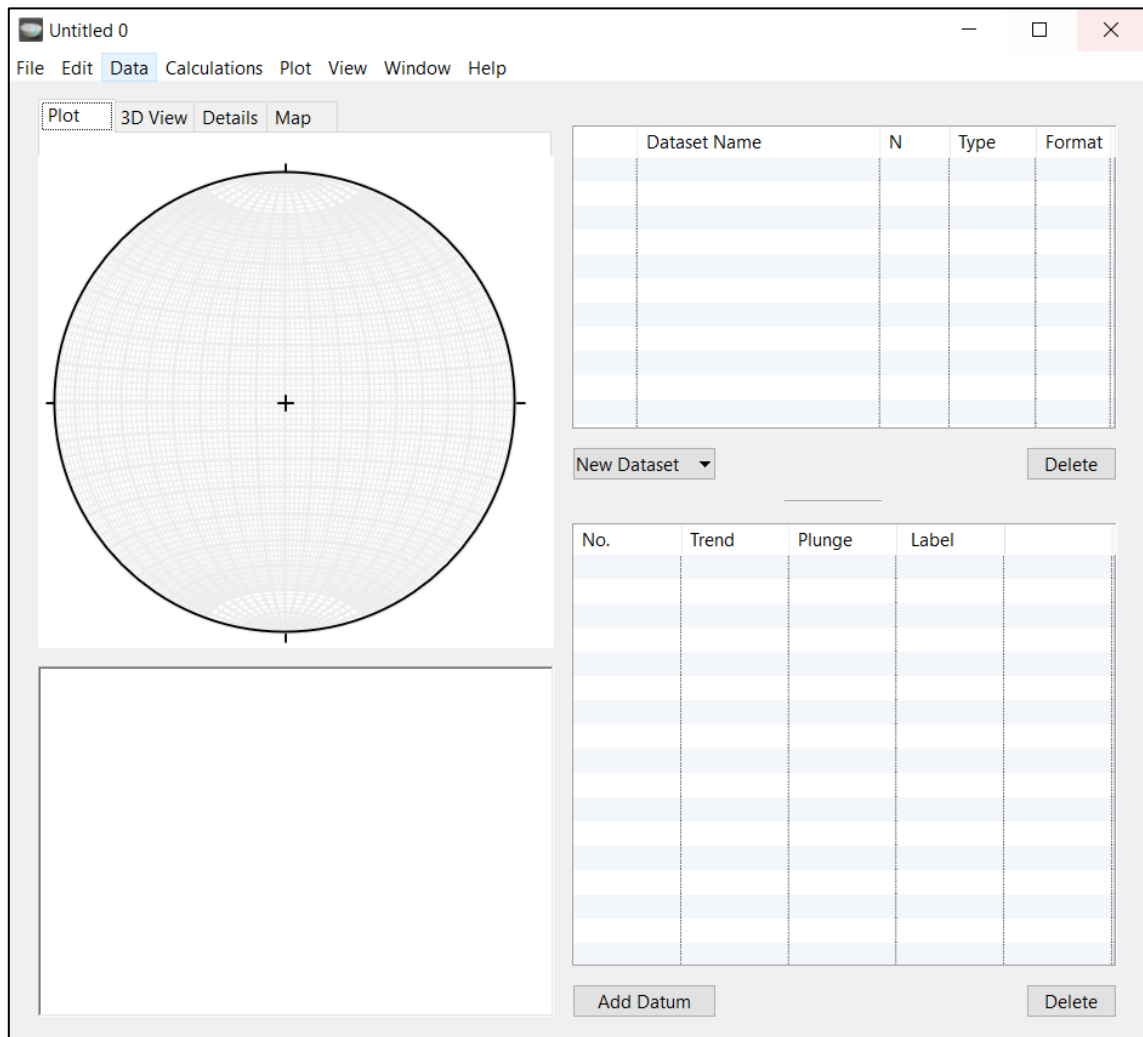 Untitled 0
File Edit Data Calculations Plot View Window Help
Plot 3D View Details Map
Dataset Name N Type Format
New Dataset Delete
No. Trend Plunge Label
Add Datum Delete